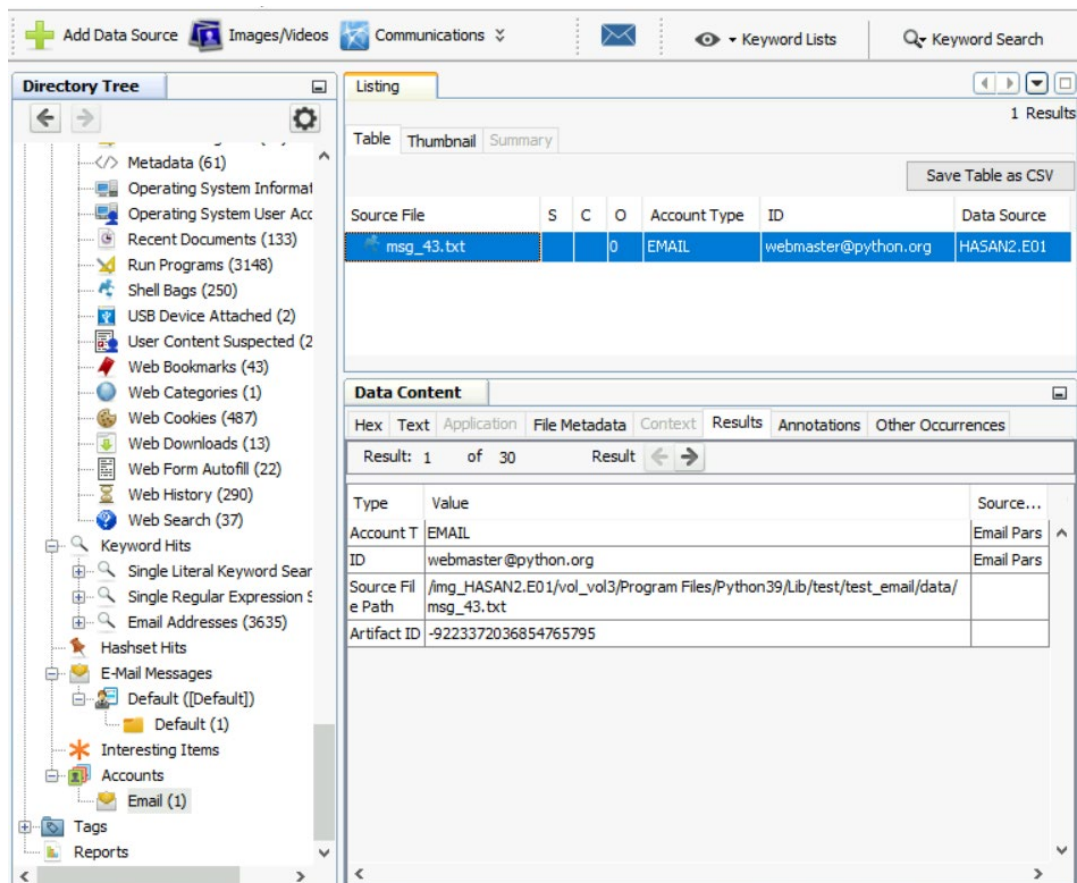 Add Data Source Images/Videos Communications Keyword Lists Keyword Search
Directory Tree
Metadata (61)
Operating System Informat
Operating System User Acc
Recent Documents (133)
Run Programs (3148)
Shell Bags (250)
USB Device Attached (2)
User Content Suspected (2
Web Bookmarks (43)
Web Categories (1)
Web Cookies (487)
Web Downloads (13)
Web Form Autofill (22)
Web History (290)
Web Search (37)
Keyword Hits
Single Literal Keyword Sear
Single Regular Expression S
Email Addresses (3635)
Hashset Hits
E-Mail Messages
Default ([Default])
Default (1)
Interesting Items
Accounts
Email (1)
Tags
Reports
Listing
1 Results
Table Thumbnail Summary
Save Table as CSV
Source File S C O Account Type ID Data Source
msg_43.txt 0 EMAIL webmaster@python.org HASAN2.E01
Data Content
Hex Text Application File Metadata Context Results Annotations Other Occurrences
Result: 1 of 30 Result
Type Value Source...
Account T EMAIL Email Pars
ID webmaster@python.org Email Pars
Source Fil /img_HASAN2.E01/vol_vol3/Program Files/Python39/Lib/test/test_email/data/
e Path msg_43.txt
Artifact ID -9223372036854765795